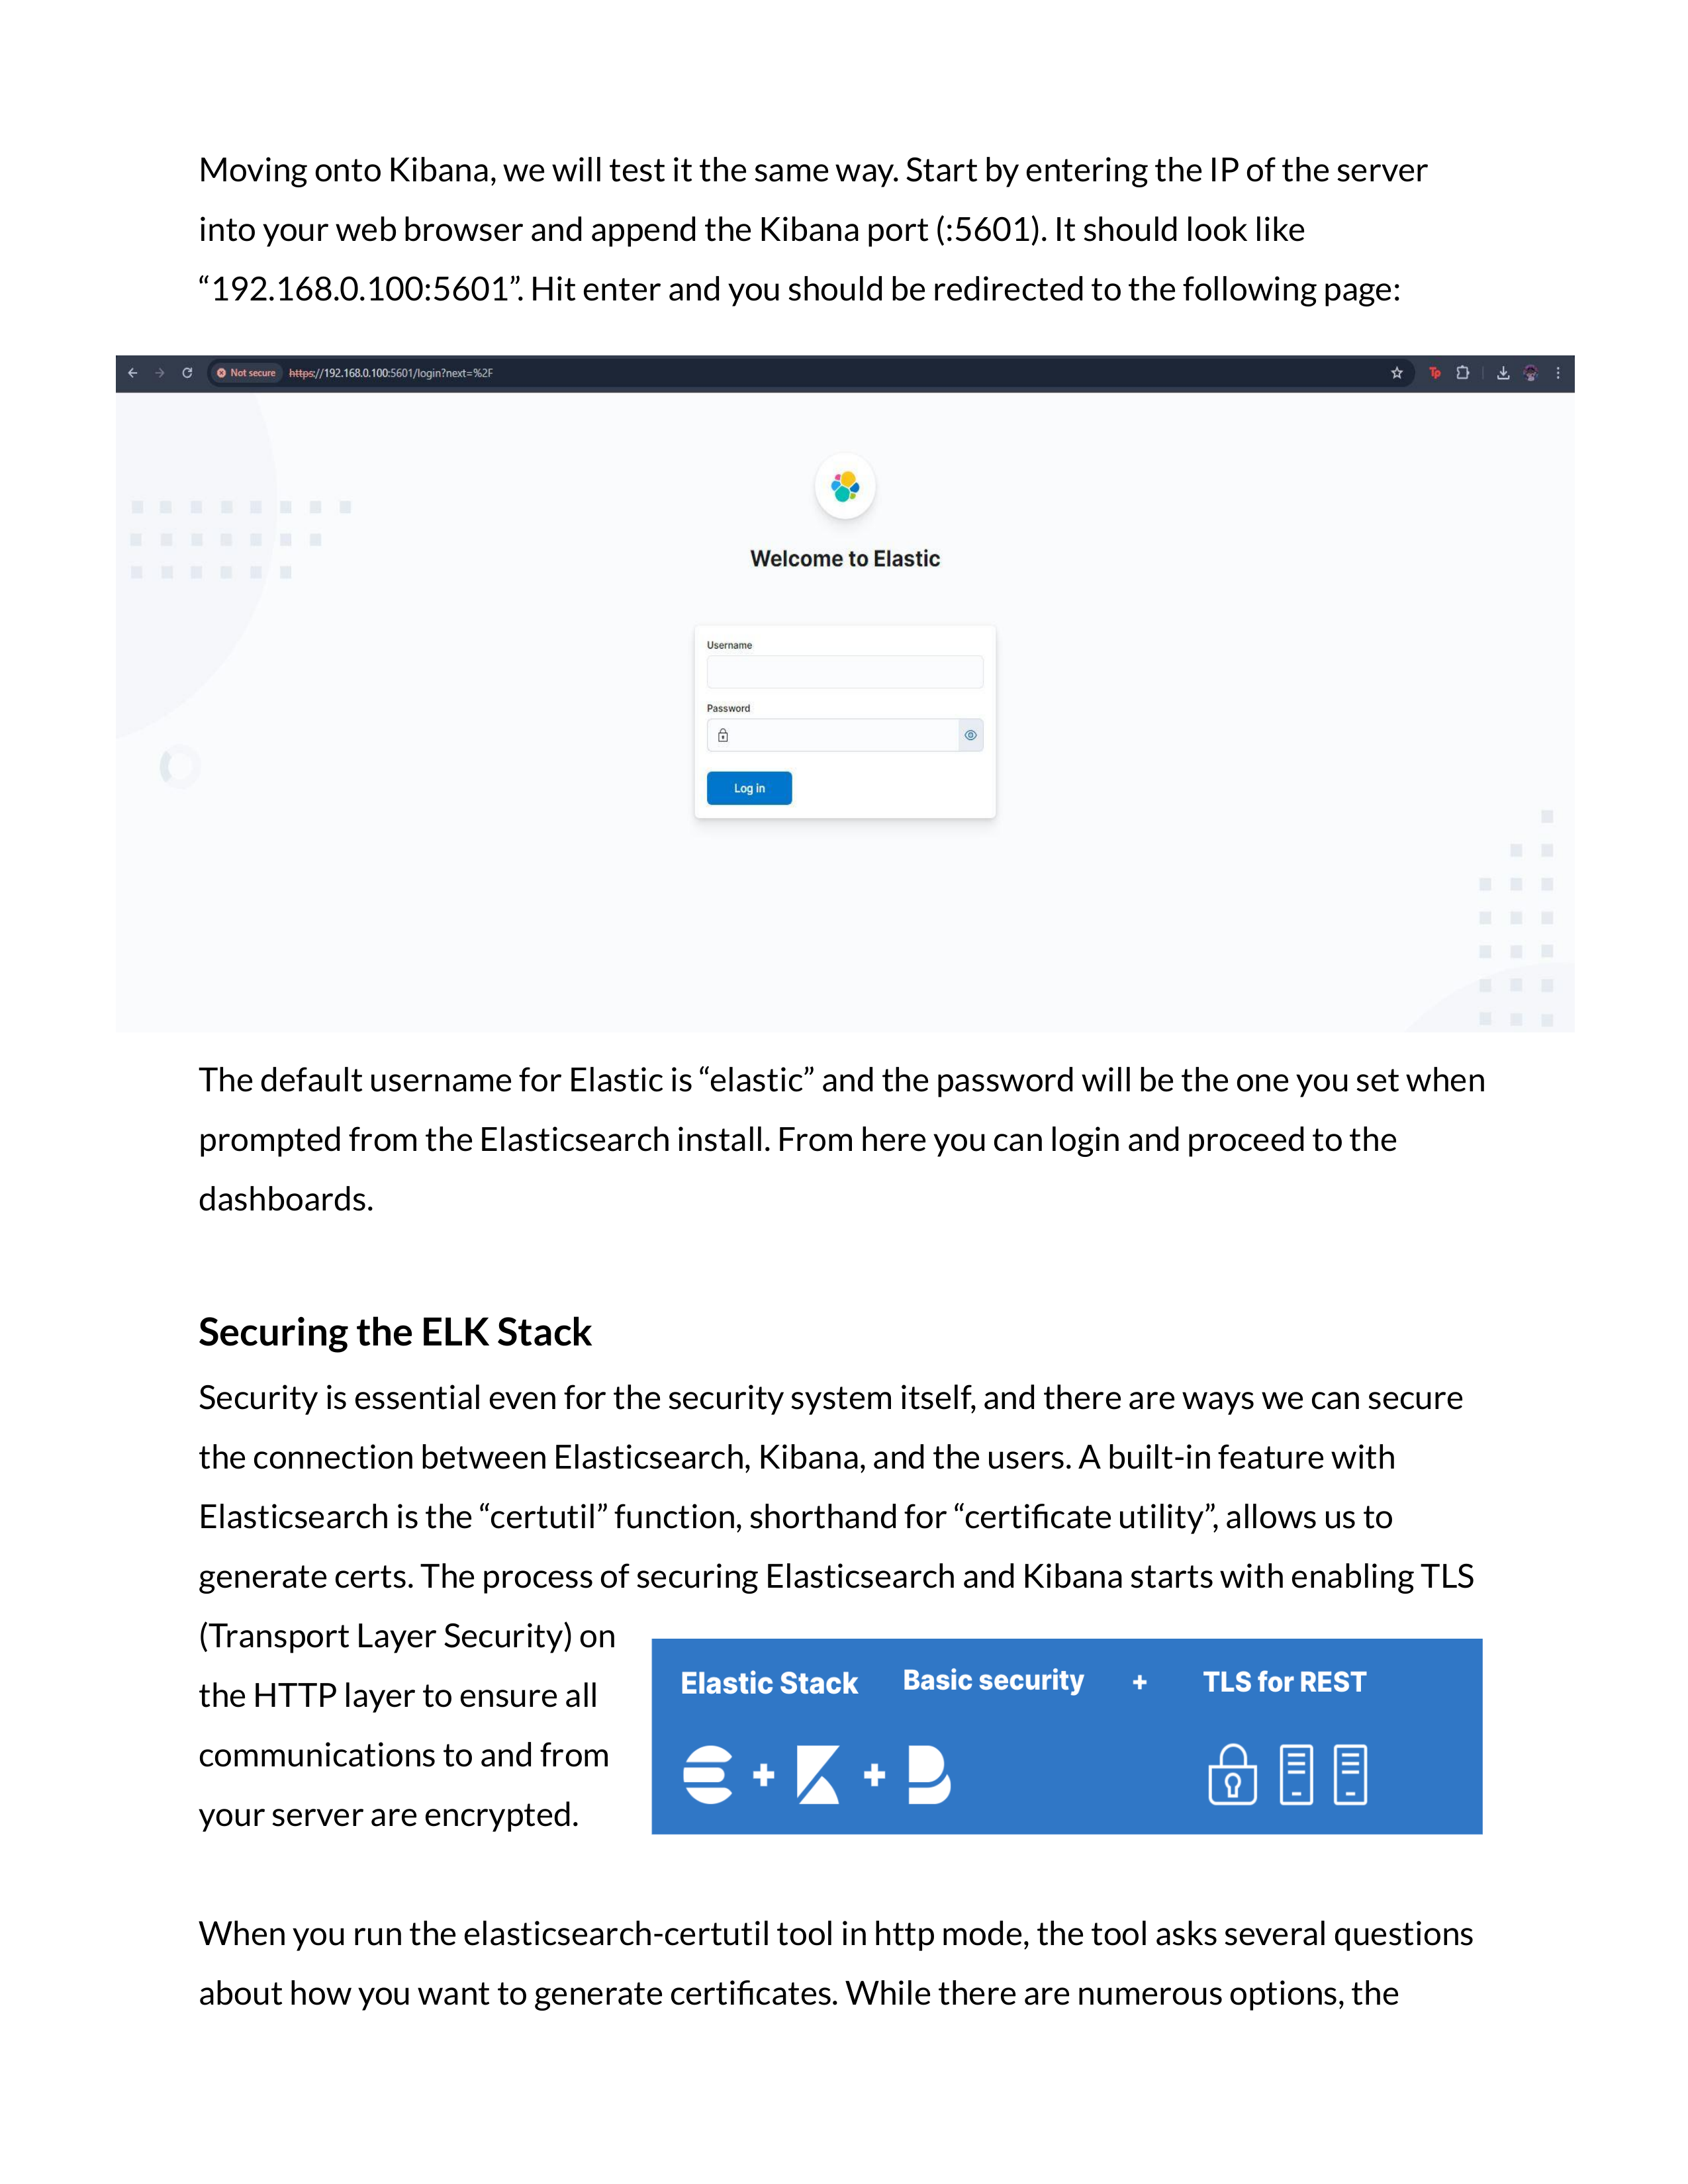 Moving onto Kibana, we will test it the same way. Start by entering the IP of the server
into your web browser and append the Kibana port (:5601). It should look like
“192.168.0.100:5601”. Hit enter and you should be redirected to the following page:
Not secure https://192.168.0.100:5601/login?next=%2F
Welcome to Elastic
Username
Password
Log in
The default username for Elastic is “elastic” and the password will be the one you set when
prompted from the Elasticsearch install. From here you can login and proceed to the
dashboards.
Securing the ELK Stack
Security is essential even for the security system itself, and there are ways we can secure
the connection between Elasticsearch, Kibana, and the users. A built-in feature with
Elasticsearch is the “certutil” function, shorthand for “certificate utility”, allows us to
generate certs. The process of securing Elasticsearch and Kibana starts with enabling TLS
(Transport Layer Security) on
the HTTP layer to ensure all
communications to and from
your server are encrypted.
Elastic Stack Basic security + TLS for REST
+ +
When you run the elasticsearch-certutil tool in http mode, the tool asks several questions
about how you want to generate certificates. While there are numerous options, the